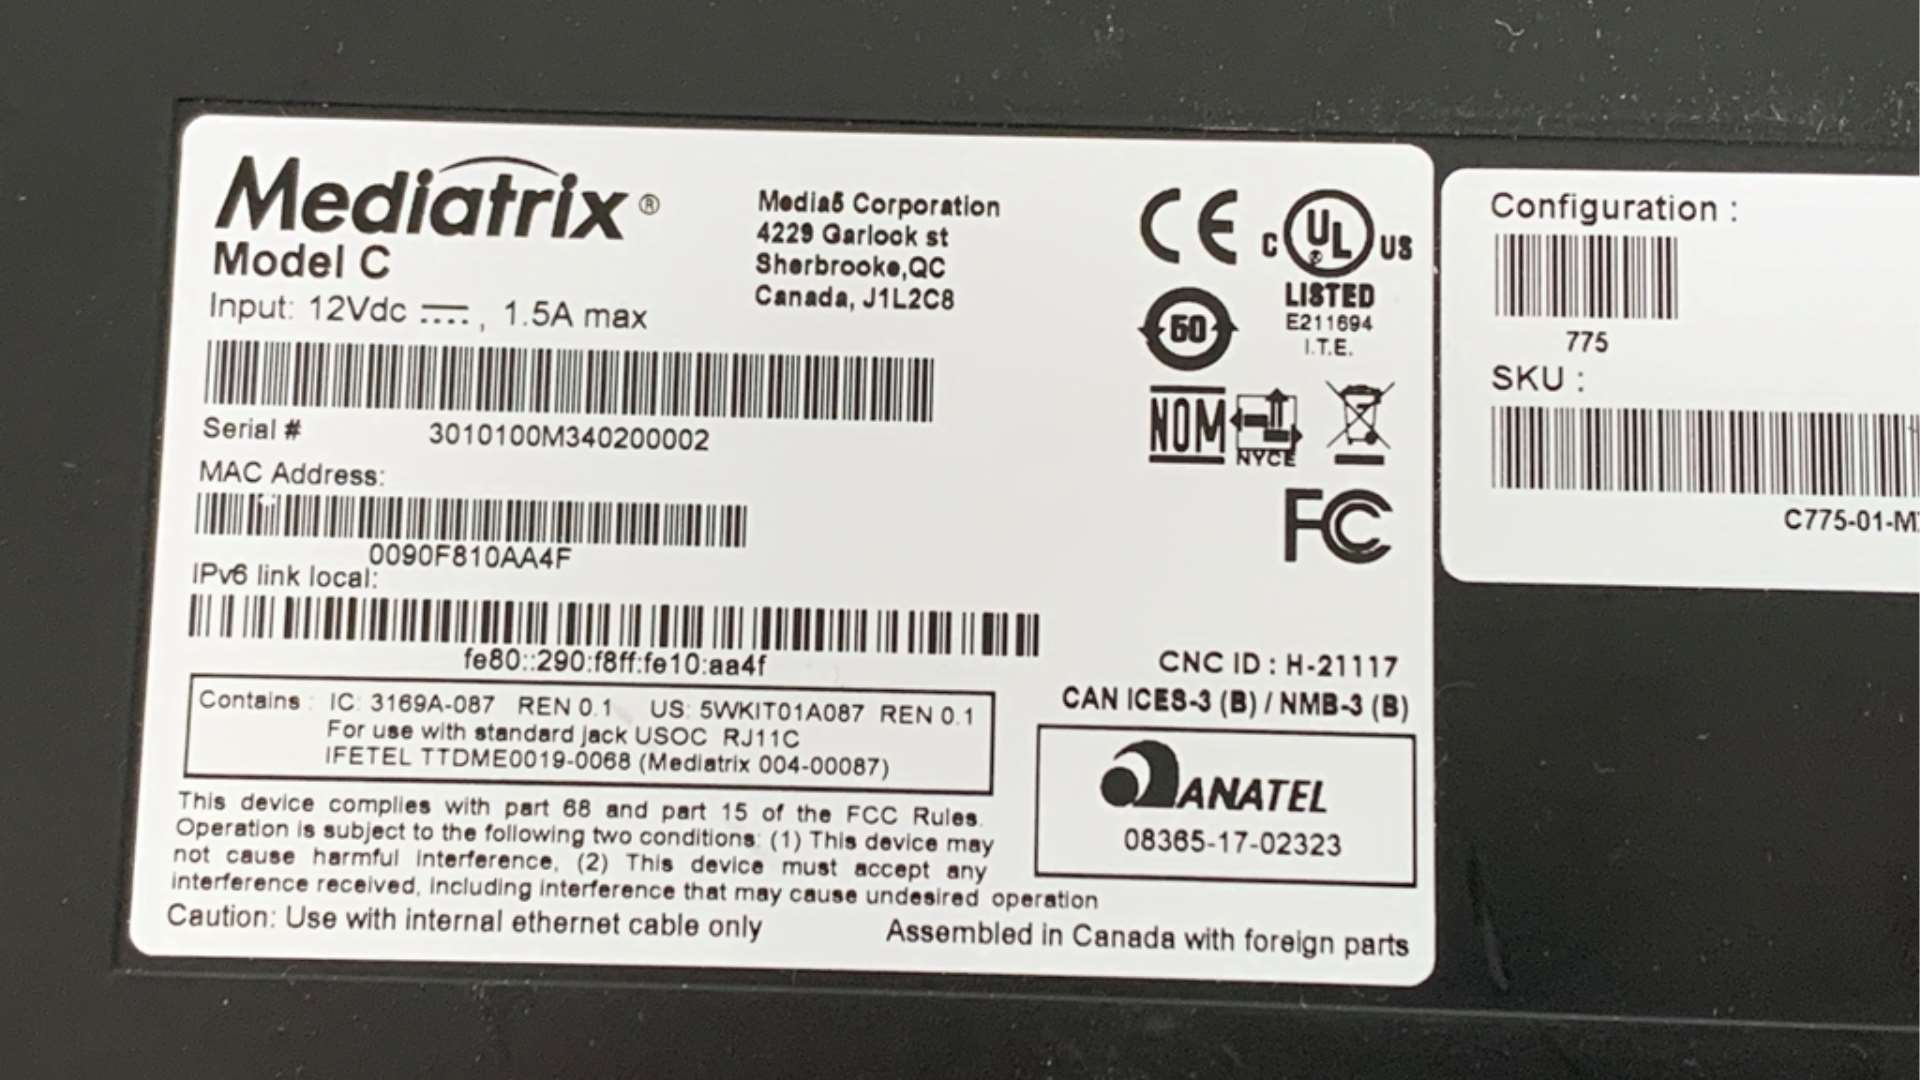 Mediatrix®
Model C
Input: 12Vdc, 1.5A max
Media5 Corporation
4229 Garlock st
Sherbrooke,QC
Canada, J1L2C8
CE
C UL US
LISTED
E211694
I.T.E.
50
NOM
NYCE
FC
Serial # 3010100M340200002
MAC Address:
0090F810AA4F
IPv6 link local:
fe80::290:f8ff:fe10:aa4f
Contains : IC: 3169A-087 REN 0.1 US: 5WKIT01A087 REN 0.1
For use with standard jack USOC RJ11C
IFETEL TTDME0019-0068 (Mediatrix 004-00087)
CNC ID : H-21117
CAN ICES-3 (B) / NMB-3 (B)
ANATEL
08365-17-02323
This device complies with part 68 and part 15 of the FCC Rules.
Operation is subject to the following two conditions: (1) This device may
not cause harmful interference, (2) This device must accept any
interference received, including interference that may cause undesired operation
Caution: Use with internal ethernet cable only
Assembled in Canada with foreign parts
Configuration :
775
SKU :
C775-01-M